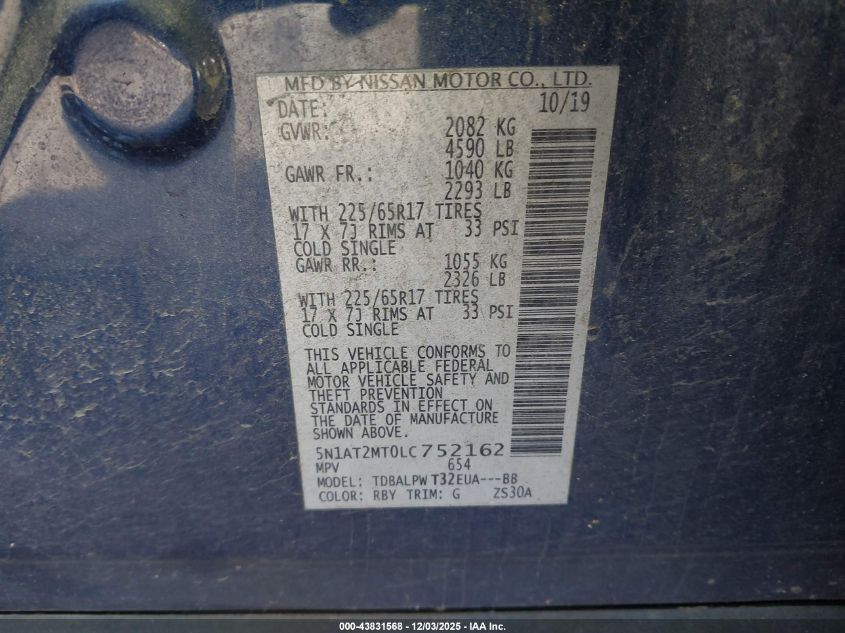 MFD BY NISSAN MOTOR CO., LTD.
DATE: 10/19
GVWR: 2082 KG
4590 LB
GAWR FR.: 1040 KG
2293 LB
WITH 225/65R17 TIRES
17 X 7J RIMS AT 33 PSI
COLD SINGLE
GAWR RR.: 1055 KG
2326 LB
WITH 225/65R17 TIRES
17 X 7J RIMS AT 33 PSI
COLD SINGLE
THIS VEHICLE CONFORMS TO
ALL APPLICABLE FEDERAL
MOTOR VEHICLE SAFETY AND
THEFT PREVENTION
STANDARDS IN EFFECT ON
THE DATE OF MANUFACTURE
SHOWN ABOVE.
5N1AT2MT0LC752162
MPV 654
MODEL: TDBALPW T32EUA---BB
COLOR: RBY TRIM: G ZS30A
000-43831568 - 12/03/2025 - IAA Inc.